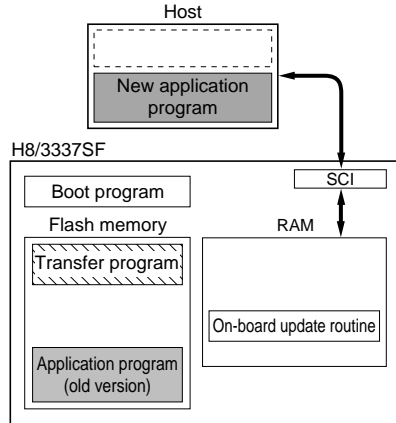 Host
New application
program
H8/3337SF
SCI
Boot program
Flash memory
RAM
Transfer program
On-board update routine
Application program
(old version)